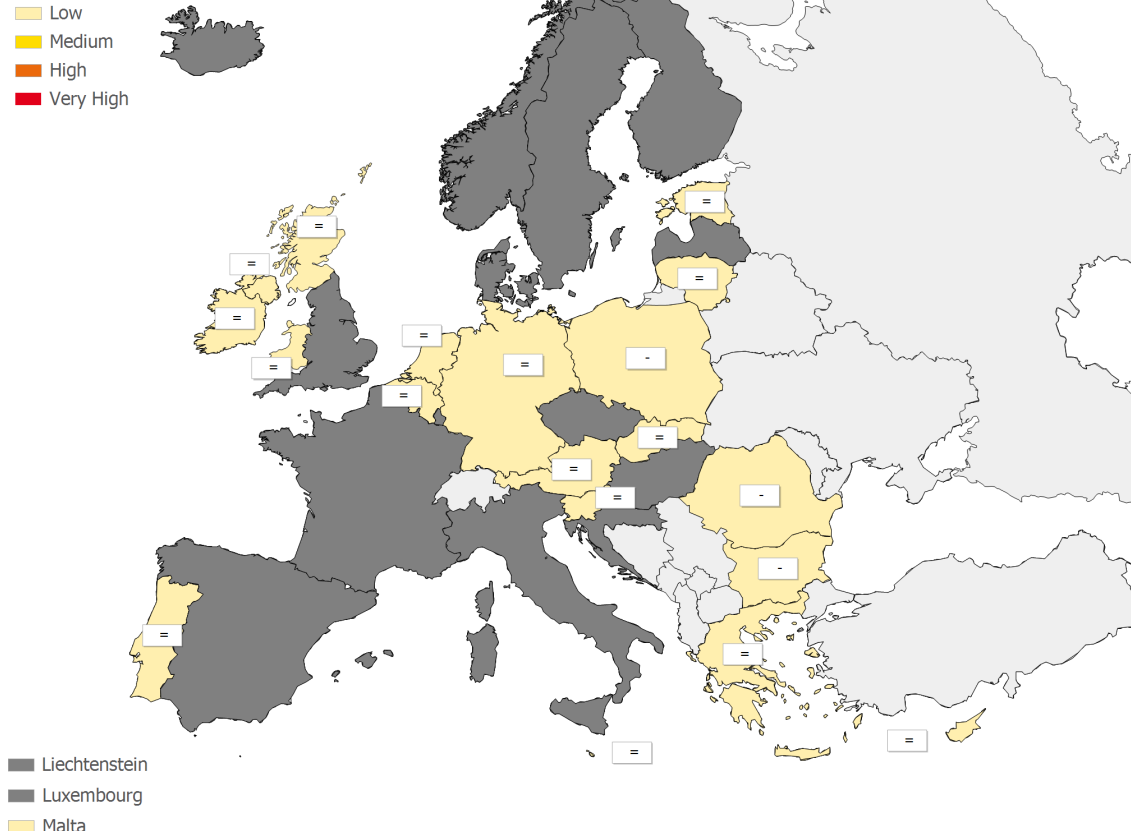 Low
Medium
High
Very High
=
=
=
=
=
=
=
=
-
=
=
=
=
-
-
=
=
=
=
Liechtenstein
Luxembourg
Malta